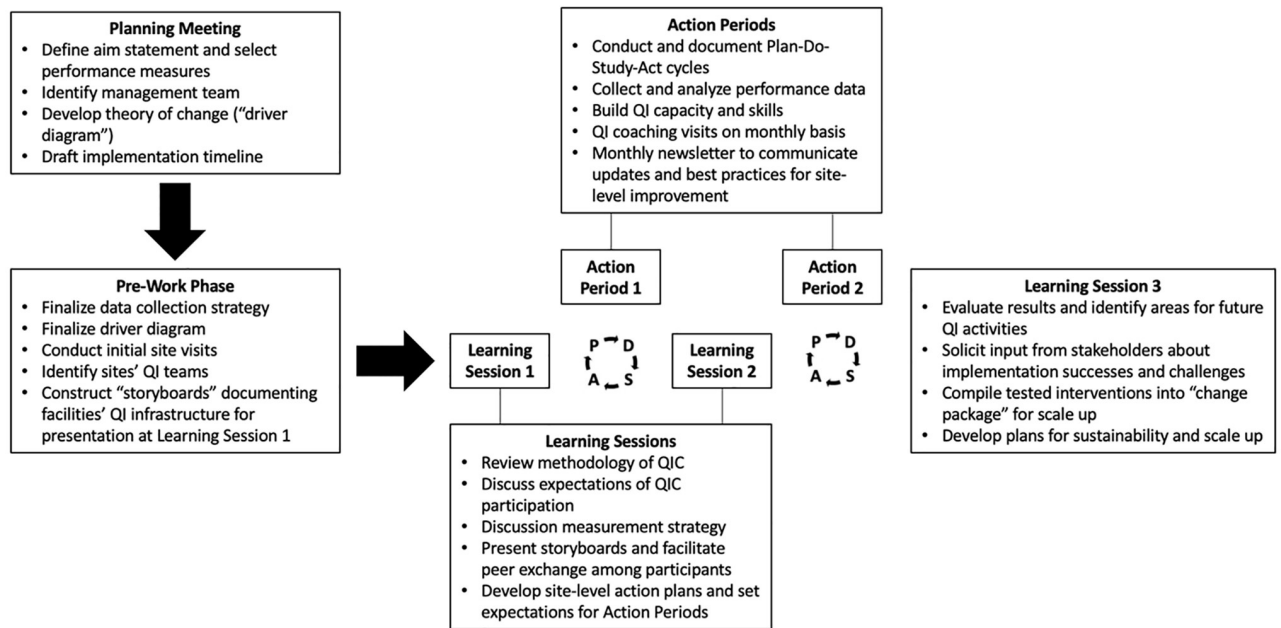 Planning Meeting
• Define aim statement and select
performance measures
• Identify management team
• Develop theory of change (“driver
diagram”)
• Draft implementation timeline
Pre-Work Phase
• Finalize data collection strategy
• Finalize driver diagram
• Conduct initial site visits
• Identify sites’ QI teams
• Construct “storyboards” documenting
facilities’ QI infrastructure for
presentation at Learning Session 1
Action Periods
• Conduct and document Plan-Do-
Study-Act cycles
• Collect and analyze performance data
• Build QI capacity and skills
• QI coaching visits on monthly basis
• Monthly newsletter to communicate
updates and best practices for site-
level improvement
Action
Period 1
Action
Period 2
Learning
Session 1
P D
A S
Learning
Session 2
P D
A S
Learning Sessions
• Review methodology of QIC
• Discuss expectations of QIC
participation
• Discussion measurement strategy
• Present storyboards and facilitate
peer exchange among participants
• Develop site-level action plans and set
expectations for Action Periods
Learning Session 3
• Evaluate results and identify areas for future
QI activities
• Solicit input from stakeholders about
implementation successes and challenges
• Compile tested interventions into “change
package” for scale up
• Develop plans for sustainability and scale up